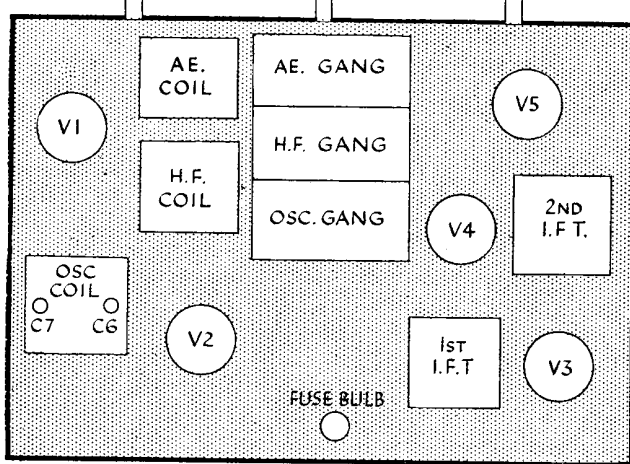 AE.
COIL
AE. GANG
V1
V5
H.F. GANG
H.F.
COIL
OSC. GANG
V4
2ND
I.F.T.
OSC
COIL
C7
C6
V2
1ST
I.F.T
V3
FUSE BULB